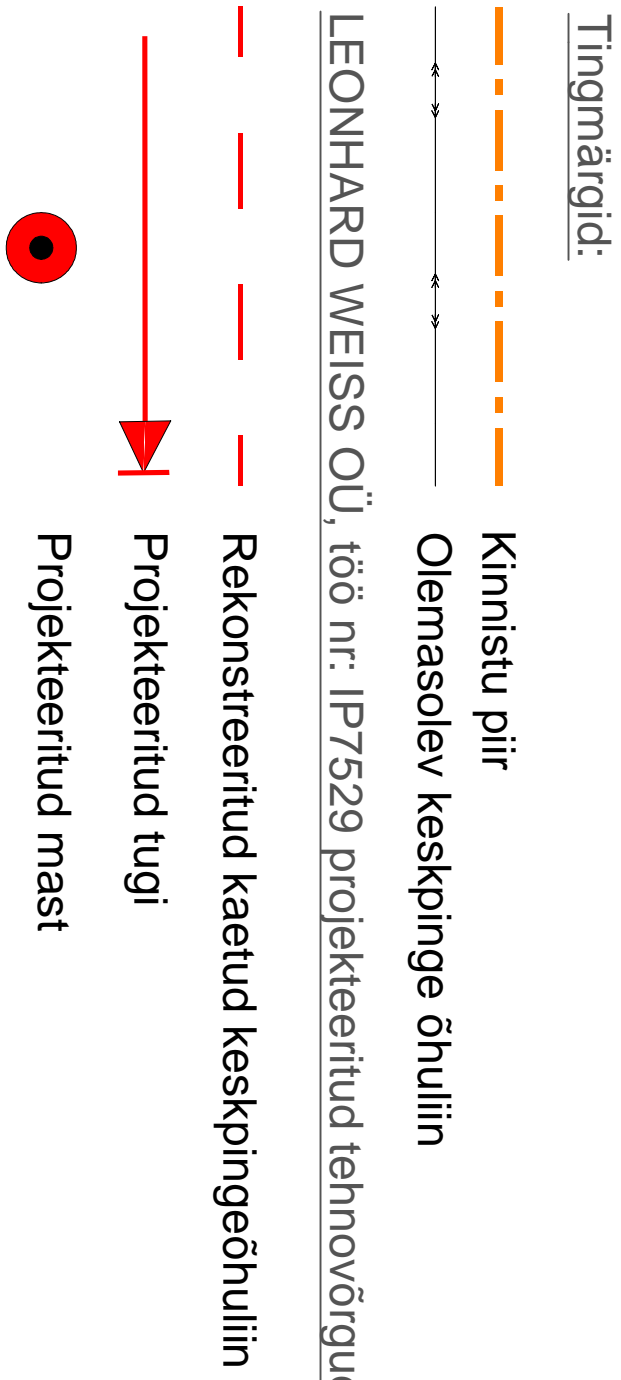 Tingmärgid:
Kinnistu piir
Olemasolev keskpinge õhuliin
LEONHARD WEISS OÜ, töö nr: IP7529 projekteeritud
Rekonstreeritud kaetud keskpingeõhuliin
Projekteeritud tugi
Projekteeritud mast